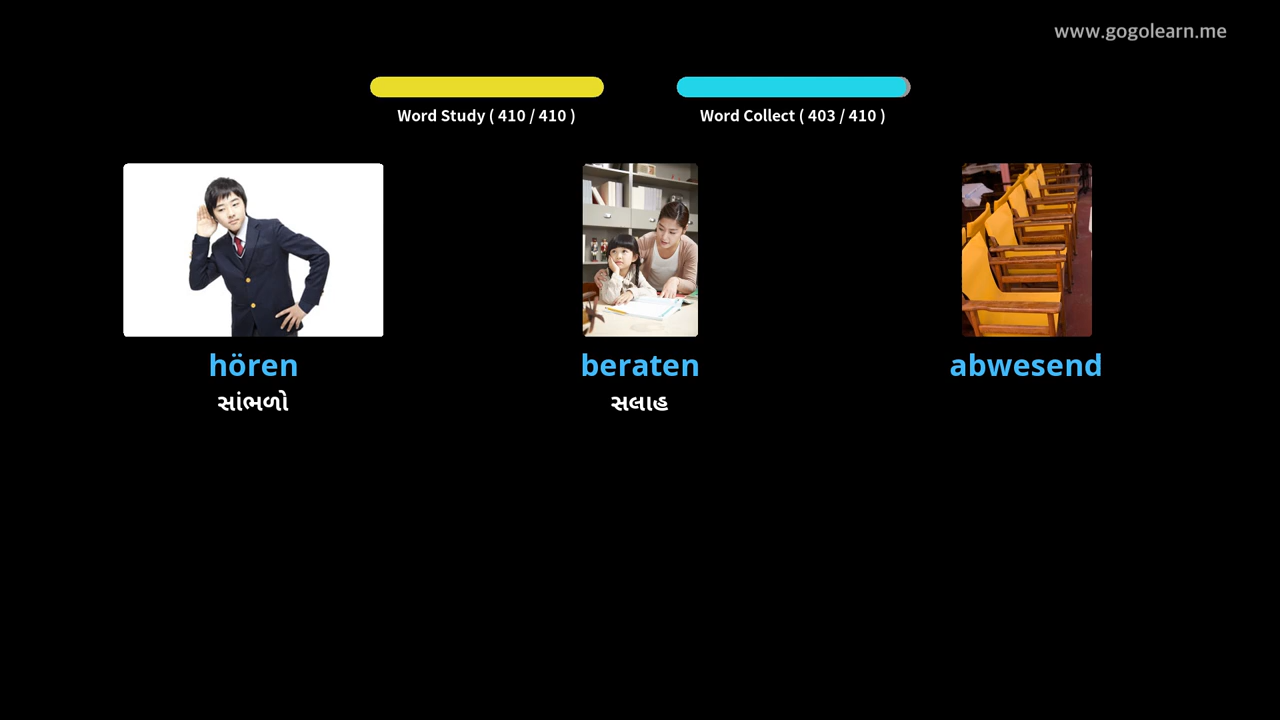 www.gogolearn.me
Word Study ( 410 / 410 )
Word Collect ( 403 / 410 )
hören
સાંભળો
beraten
સલાહ
abwesend